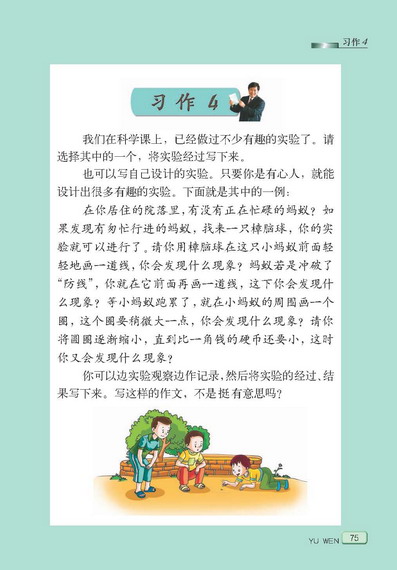 习作4
习作4
我们在科学课上，已经做过不少有趣的实验了。请
选择其中的一个，将实验经过写下来。
也可以写自己设计的实验。只要你是有心人，就能
设计出很多有趣的实验。下面就是其中的一例：
在你居住的院落里，有没有正在忙碌的蚂蚁？如
果发现有匆忙行进的蚂蚁，找来一只樟脑球，你的实
验就可以进行了。请你用樟脑球在这只小蚂蚁前面轻
轻地画一道线，你会发现什么现象？蚂蚁若是冲破了
“防线”，你就在它前面再画一道线，这下你会发现什
么现象？等小蚂蚁跑累了，就在小蚂蚁的周围画一个
圈，这个圈要稍微大一点，你会发现什么现象？请你
将圆圈逐渐缩小，直到比一角钱的硬币还要小，这时
你又会发现什么现象？
你可以边实验观察边作记录，然后将实验的经过、结
果写下来。写这样的作文，不是挺有意思吗？
YU WEN 75